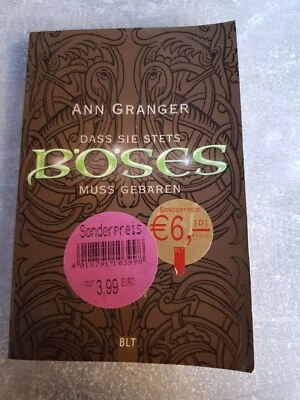 ANN GRANGER
DASS SIE STETS
BÖSES
MUSS GEBÄREN
Sonderpreis
nur 3.99 EURO
SONDERPREIS
€6,–
[D]
BLT